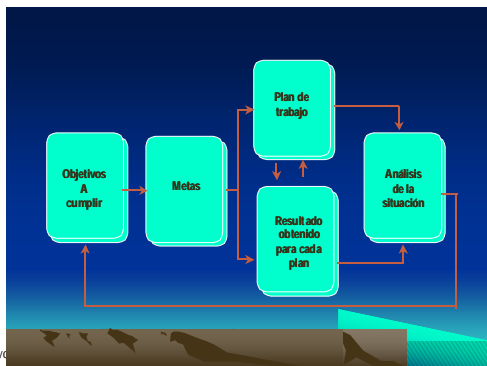 Objetivos
A
cumplir
Metas
Plan de
trabajo
Resultado
obtenido
para cada
plan
Análisis
de la
situación